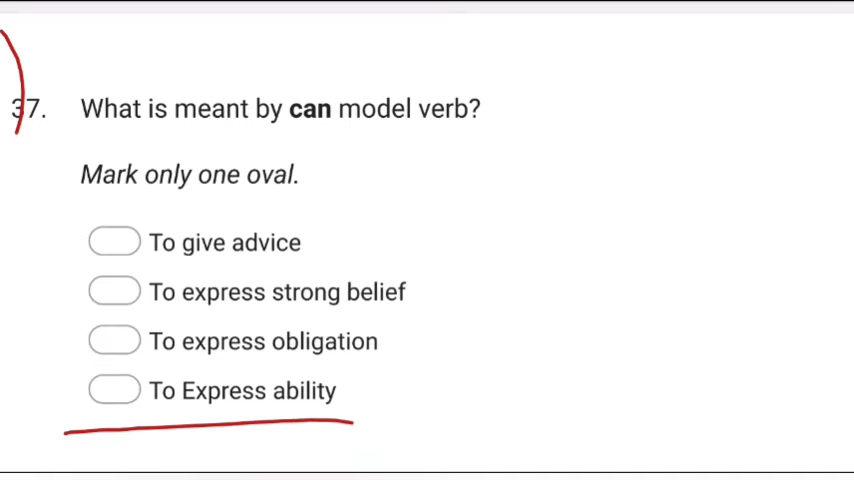 37. What is meant by can model verb?
Mark only one oval.
To give advice
To express strong belief
To express obligation
To Express ability